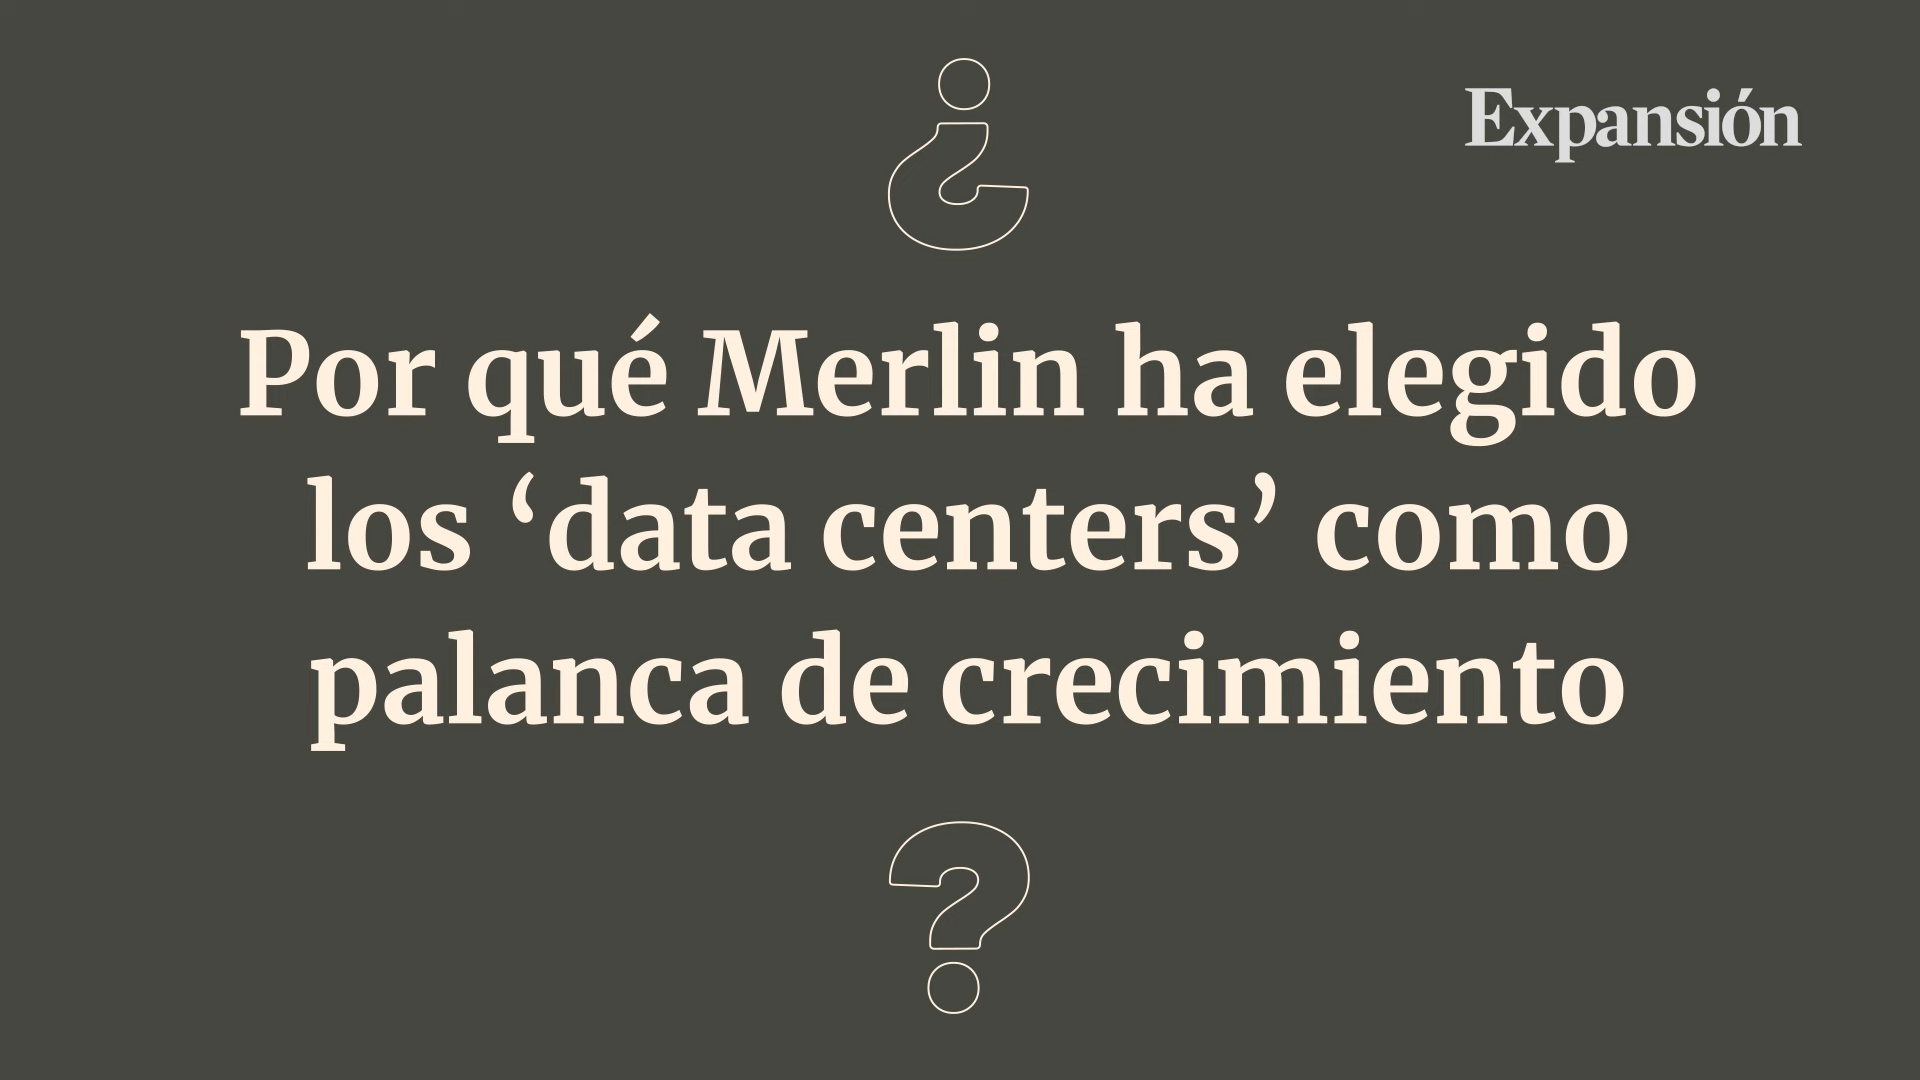 Expansión
¿
Por qué Merlin ha elegido
los ‘data centers’ como
palanca de crecimiento
?